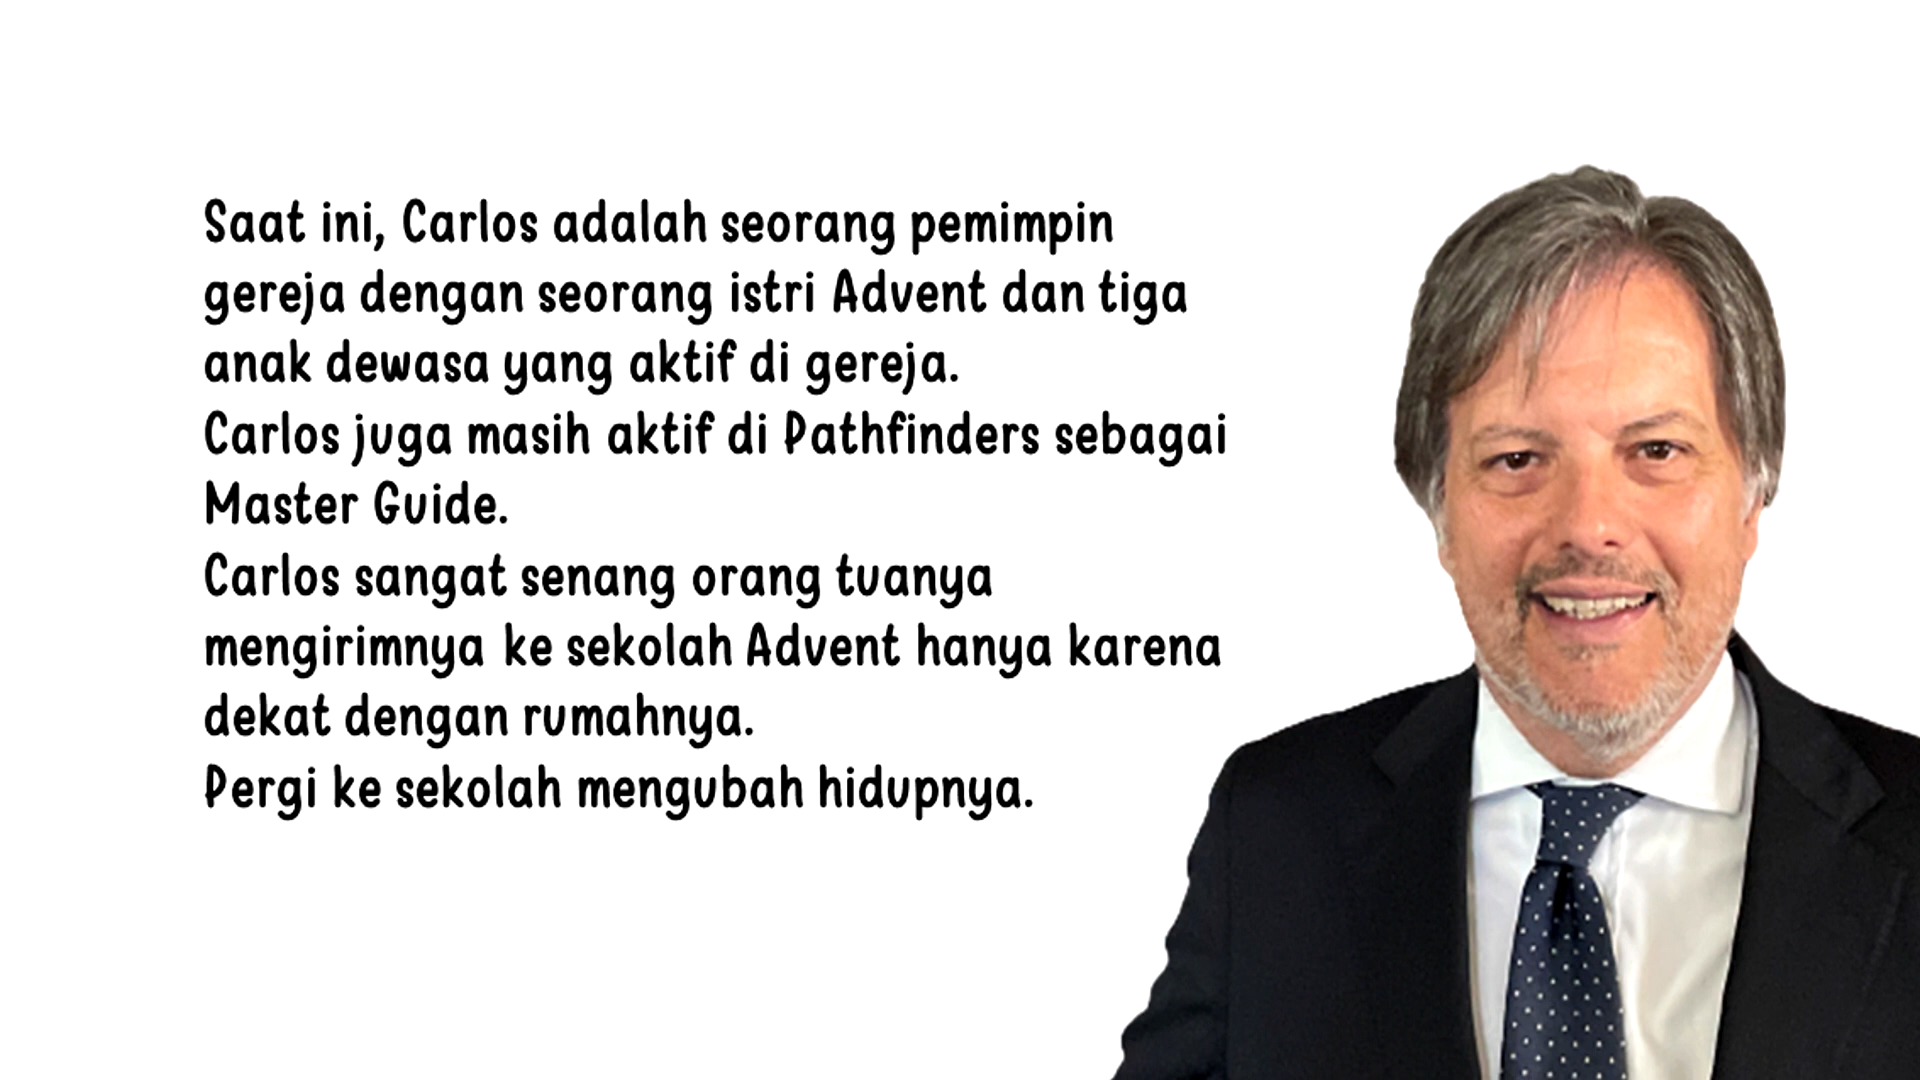 Saat ini, Carlos adalah seorang pemimpin
gereja dengan seorang istri Advent dan tiga
anak dewasa yang aktif di gereja.
Carlos juga masih aktif di Pathfinders sebagai
Master Guide.
Carlos sangat senang orang tuanya
mengirimnya ke sekolah Advent hanya karena
dekat dengan rumahnya.
Pergi ke sekolah mengubah hidupnya.